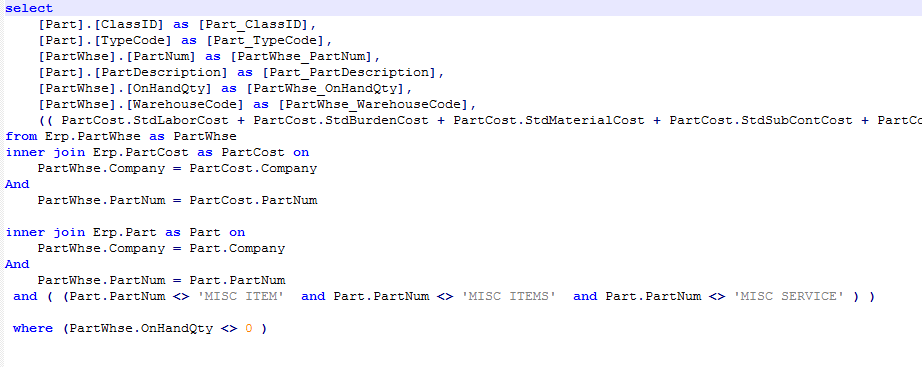 select
[Part].[ClassID] as [Part_ClassID],
[Part].[TypeCode] as [Part_TypeCode],
[PartWhse].[PartNum] as [PartWhse_PartNum],
[Part].[PartDescription] as [Part_PartDescription],
[PartWhse].[OnHandQty] as [PartWhse_OnHandQty],
[PartWhse].[WarehouseCode] as [PartWhse_WarehouseCode],
(( PartCost.StdLaborCost + PartCost.StdBurdenCost + PartCost.StdMaterialCost + PartCost.StdSubContCost + PartCo
from Erp.PartWhse as PartWhse
inner join Erp.PartCost as PartCost on
PartWhse.Company = PartCost.Company
And
PartWhse.PartNum = PartCost.PartNum
inner join Erp.Part as Part on
PartWhse.Company = Part.Company
And
PartWhse.PartNum = Part.PartNum
and ( (Part.PartNum <> 'MISC ITEM' and Part.PartNum <> 'MISC ITEMS' and Part.PartNum <> 'MISC SERVICE' ) )
where (PartWhse.OnHandQty <> 0 )